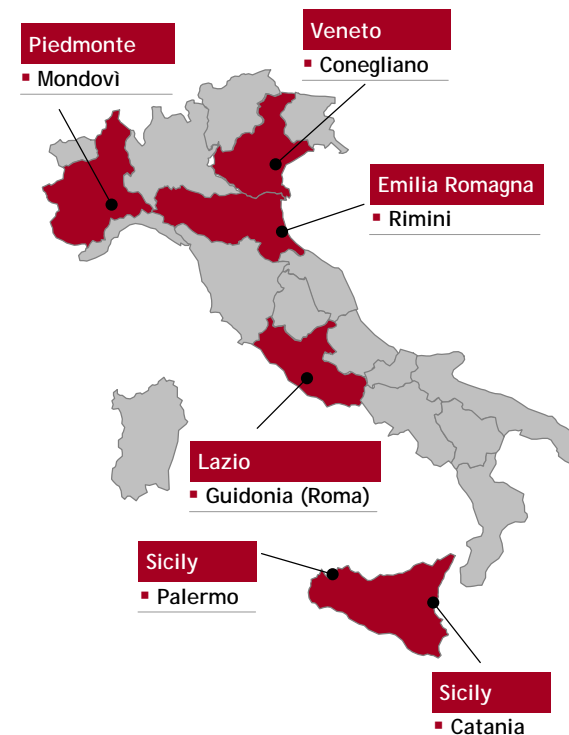 Piedmonte
▪ Mondovì
Veneto
▪ Conegliano
Emilia Romagna
▪ Rimini
Lazio
▪ Guidonia (Roma)
Sicily
▪ Palermo
Sicily
▪ Catania